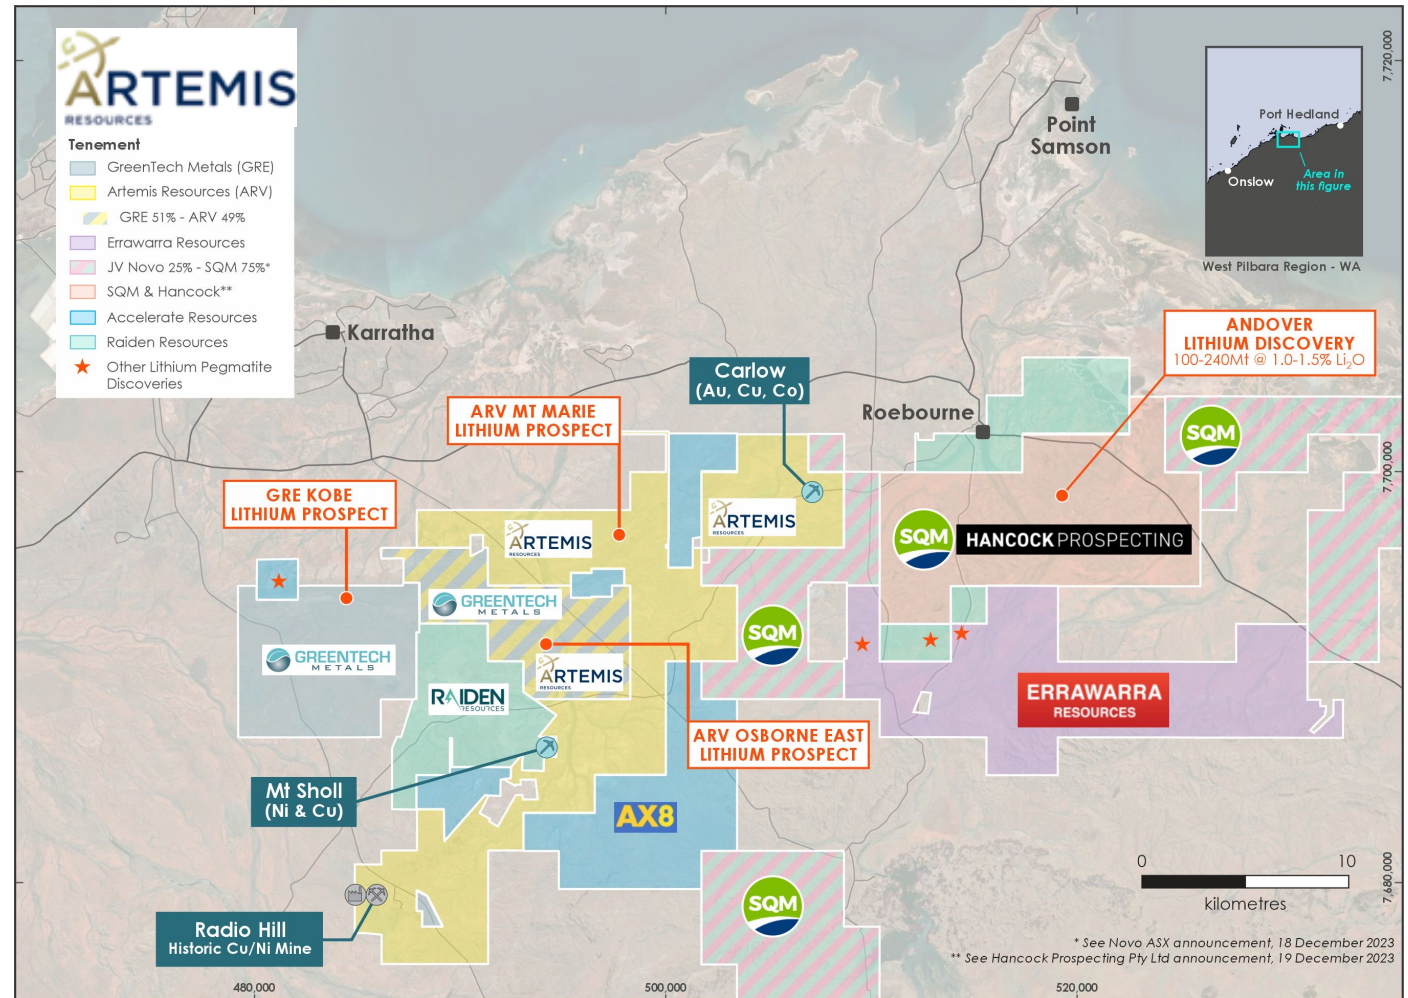 ARTEMIS
RESOURCES
Tenement
GreenTech Metals (GRE)
Artemis Resources (ARV)
GRE 51% - ARV 49%
Errawarra Resources
JV Novo 25% - SQM 75%*
SQM & Hancock**
Accelerate Resources
Raiden Resources
Other Lithium Pegmatite
Discoveries
Point
Samson
Port Hedland
Onslow
Area in
this figure
West Pilbara Region - WA
7,720,000
Karratha
ANDOVER
LITHIUM DISCOVERY
100-240Mt @ 1.0-1.5% Li₂O
Carlow
(Au, Cu, Co)
Roebourne
ARV MT MARIE
LITHIUM PROSPECT
SQM
7,700,000
GRE KOBE
LITHIUM PROSPECT
ARTEMIS
RESOURCES
ARTEMIS
RESOURCES
SQM
HANCOCK PROSPECTING
GREENTECH
METALS
SQM
GREENTECH
METALS
ARTEMIS
RESOURCES
RAIDEN
RESOURCES
ERRAWARRA
RESOURCES
ARV OSBORNE EAST
LITHIUM PROSPECT
Mt Sholl
(Ni & Cu)
AX8
0 10
kilometres
7,680,000
SQM
Radio Hill
Historic Cu/Ni Mine
* See Novo ASX announcement, 18 December 2023
** See Hancock Prospecting Pty Ltd announcement, 19 December 2023
480,000
500,000
520,000